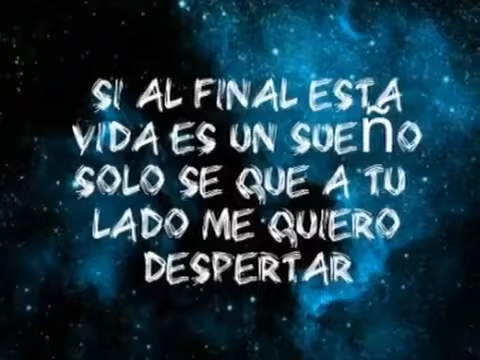 SI AL FINAL ESTA
VIDA ES UN SUEñO
SOLO SE QUE A TU
LADO ME QUIERO
DESPERTAR